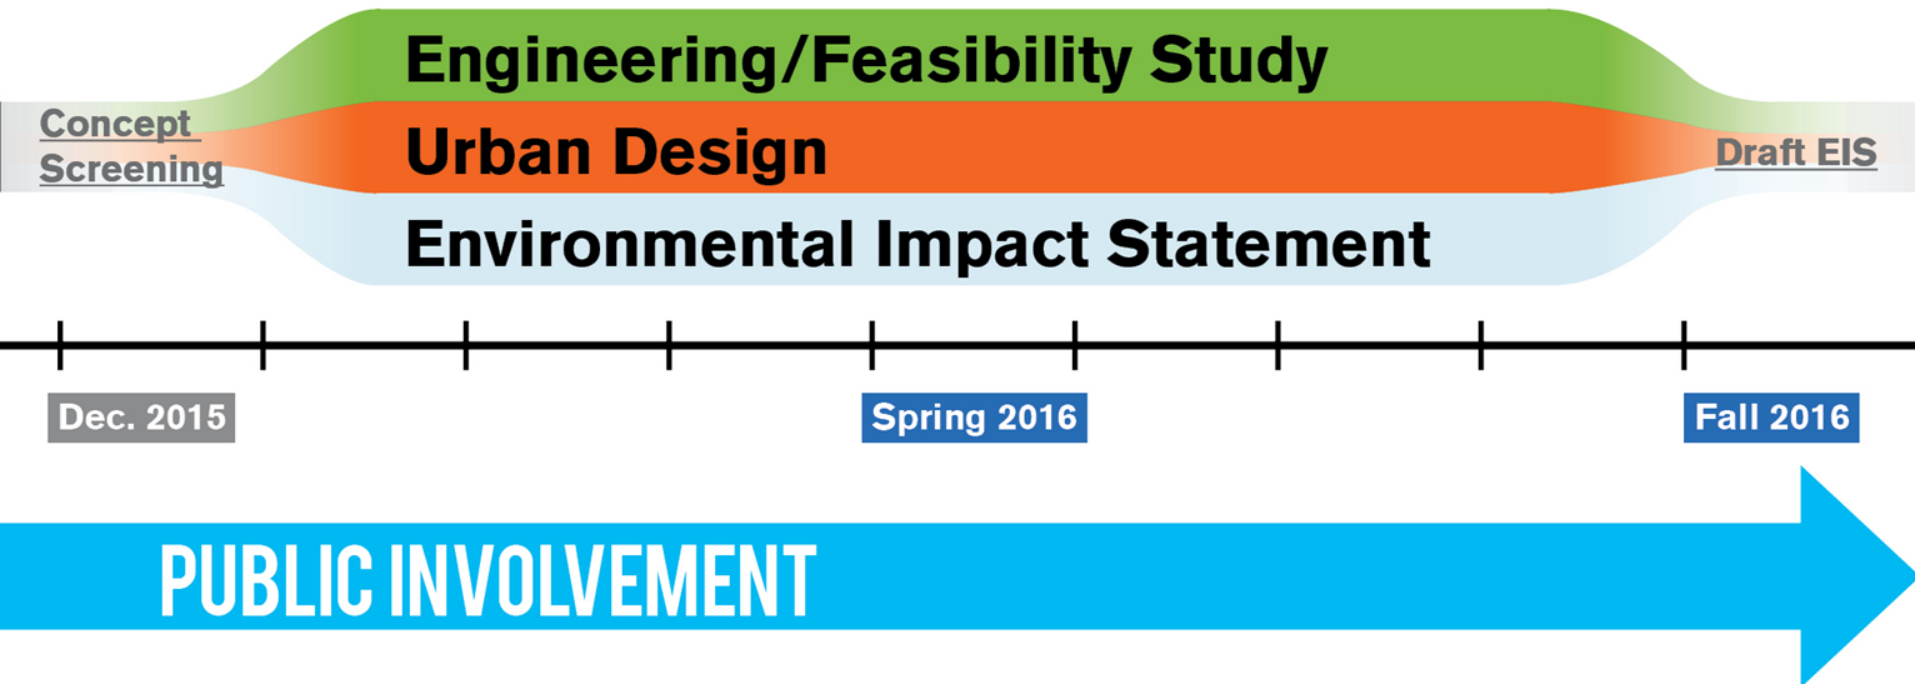 Engineering/Feasibility Study
Concept
Screening
Urban Design
Draft EIS
Environmental Impact Statement
Dec. 2015
Spring 2016
Fall 2016
PUBLIC INVOLVEMENT